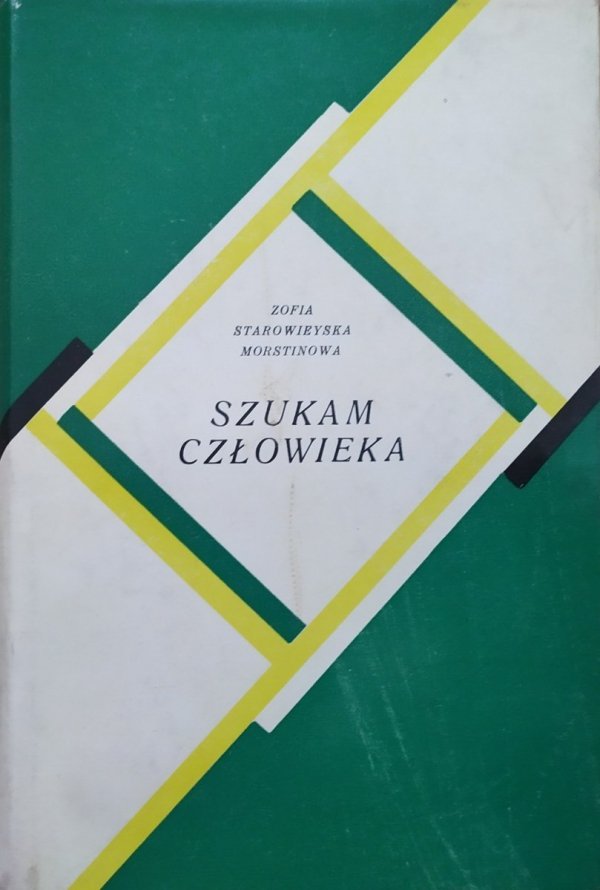 ZOFIA
STAROWIEYSKA
MORSTINOWA
SZUKAM
CZŁOWIEKA